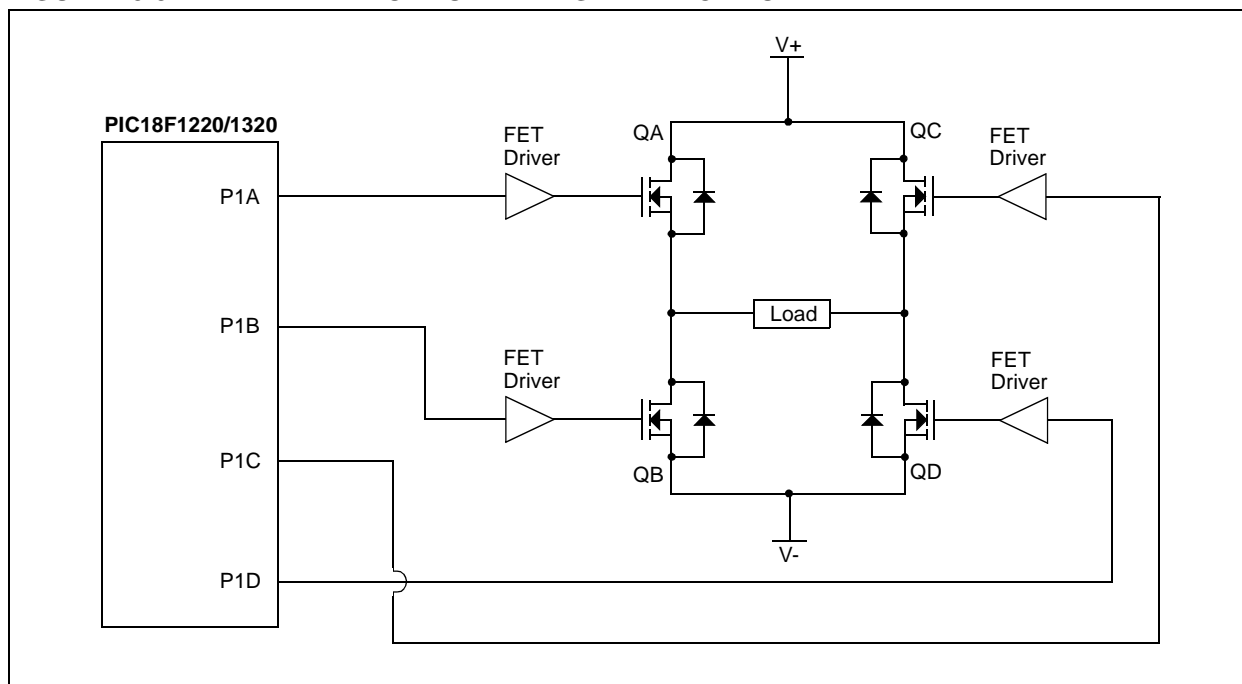 V+
PIC18F1220/1320
FET
Driver
QA
QC
FET
Driver
P1A
Load
P1B
FET
Driver
FET
Driver
P1C
QB
QD
V-
P1D